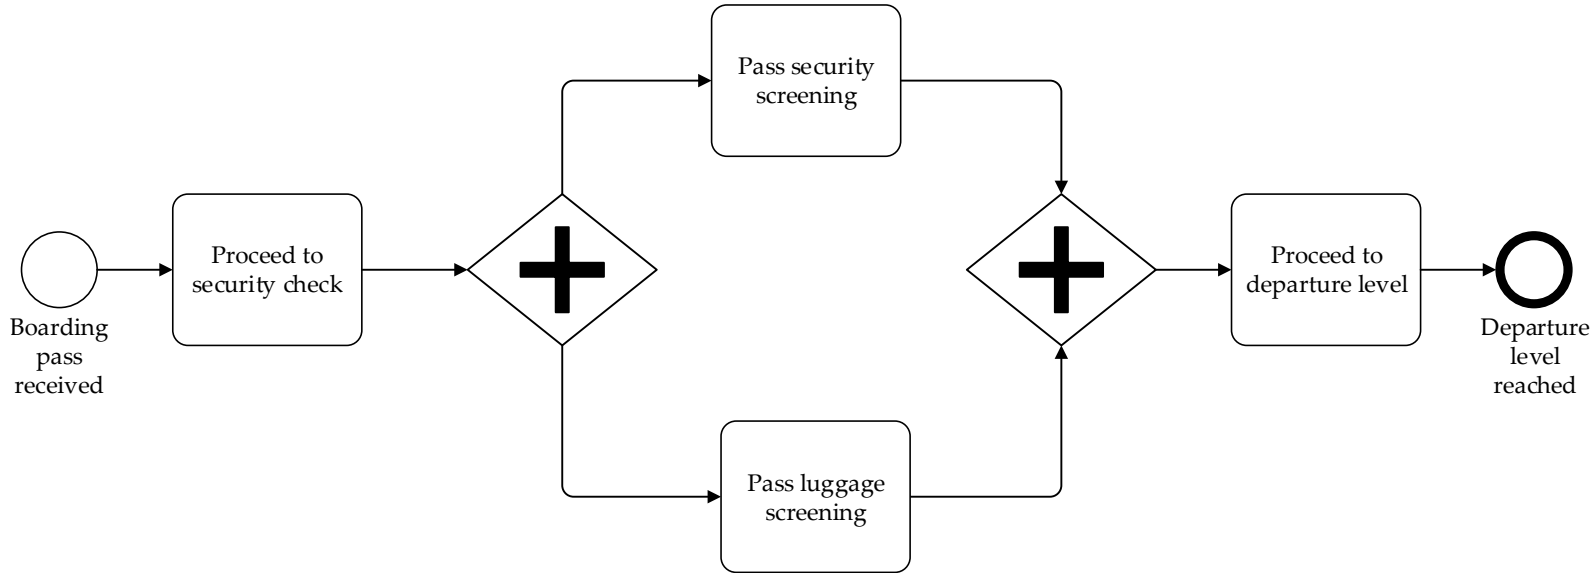 Boarding
pass
received
Proceed to
security check
Pass security
screening
Pass luggage
screening
Proceed to
departure level
Departure
level
reached